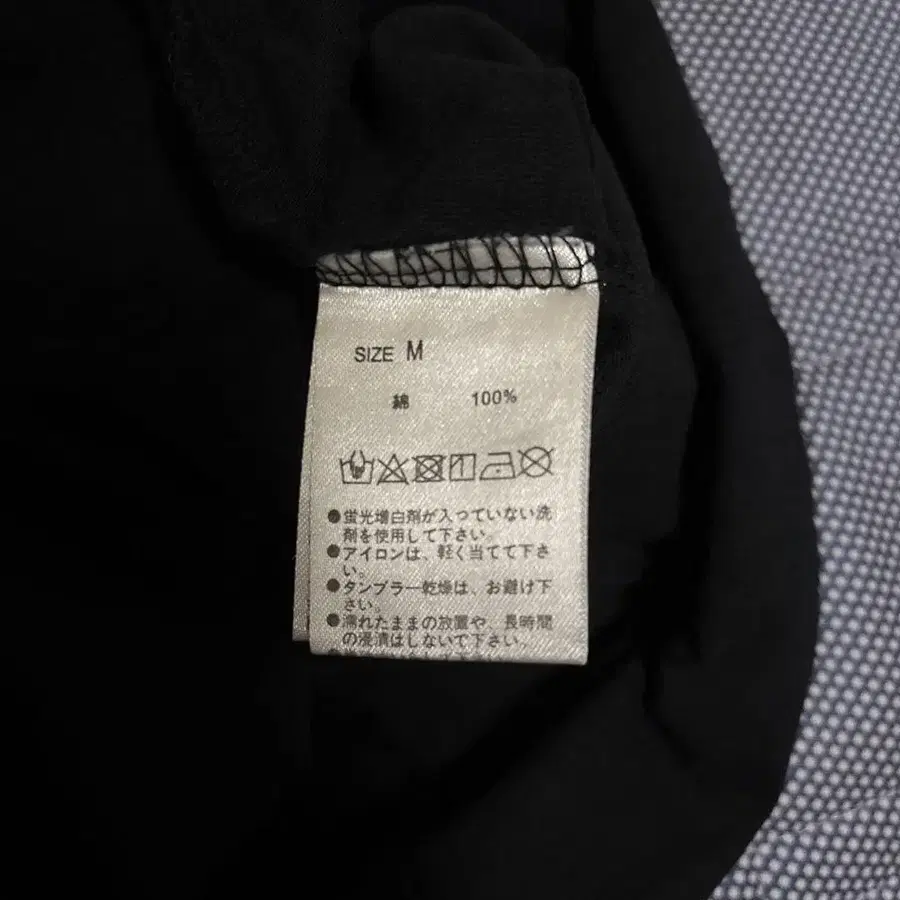 SIZE M
綿 100%
●蛍光増白剤が入っていない洗
剤を使用して下さい。
●アイロンは、軽く当てて下さ
い。
●タンブラー乾燥は、お避け下
さい。
●濡れたままの放置や、長時間
の浸漬はしないで下さい。